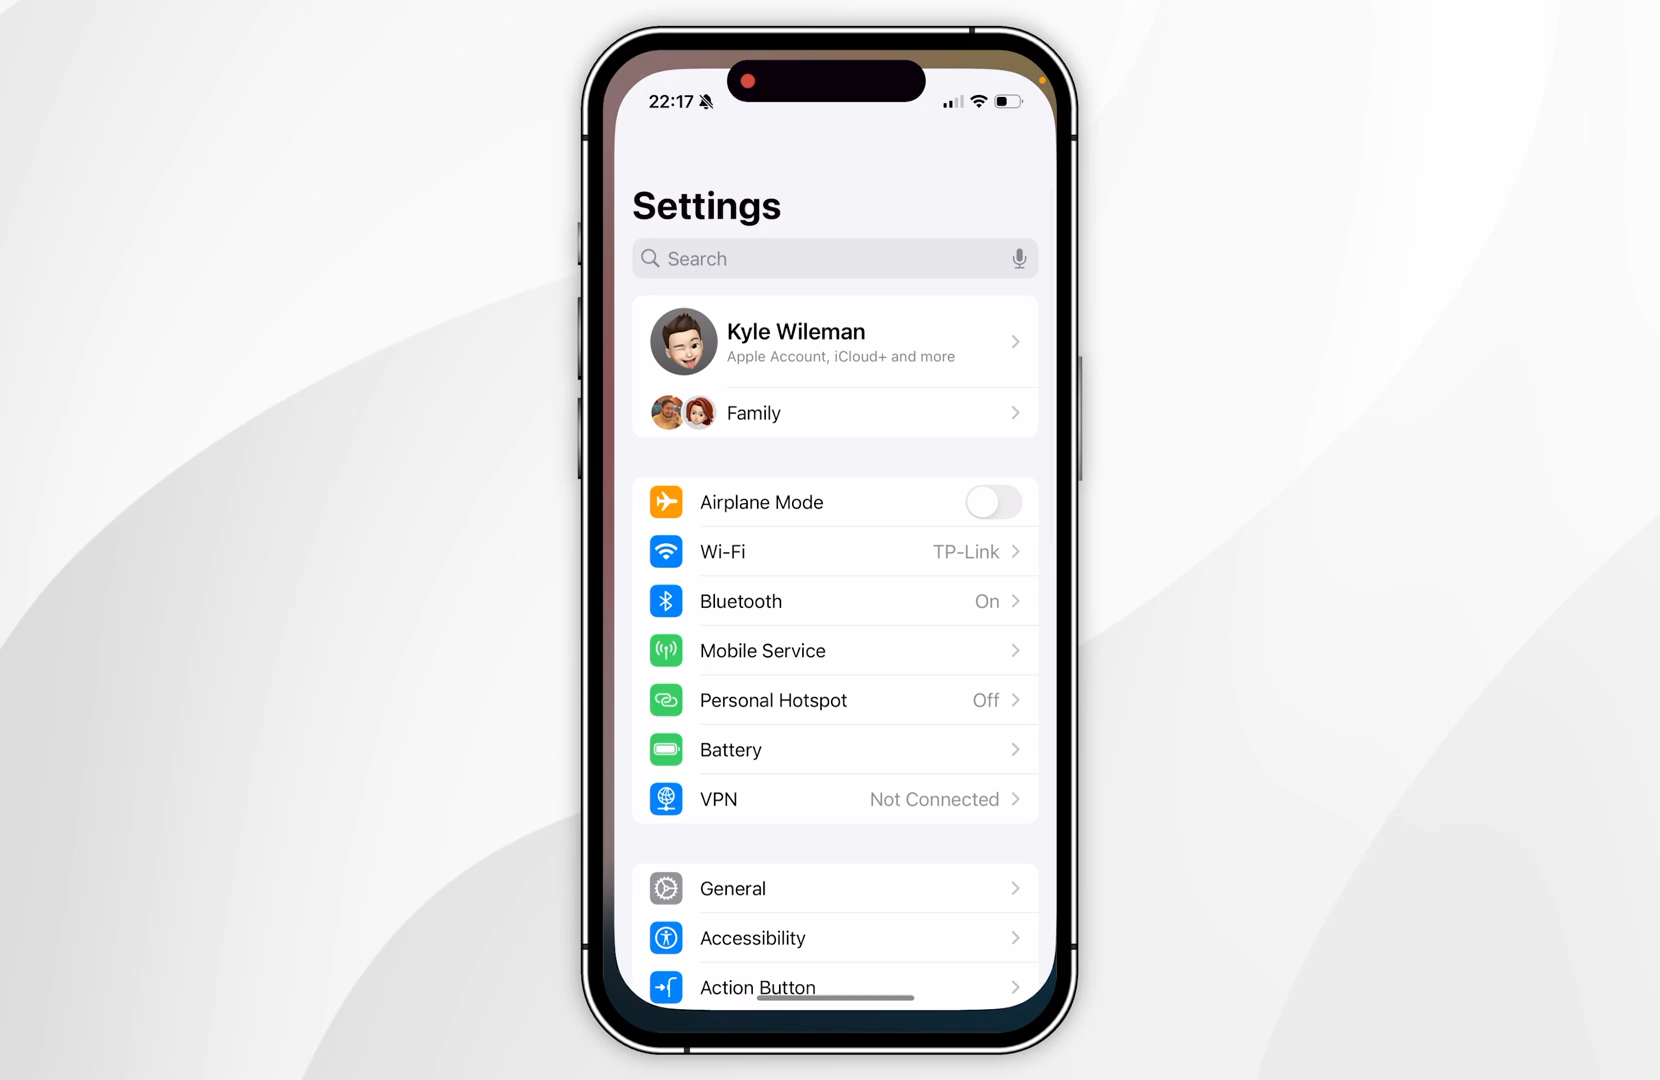 22:17
Settings
Search
Kyle Wileman
Apple Account, iCloud+ and more
Family
Airplane Mode
Wi-Fi TP-Link
Bluetooth On
Mobile Service
Personal Hotspot Off
Battery
VPN Not Connected
General
Accessibility
Action Button